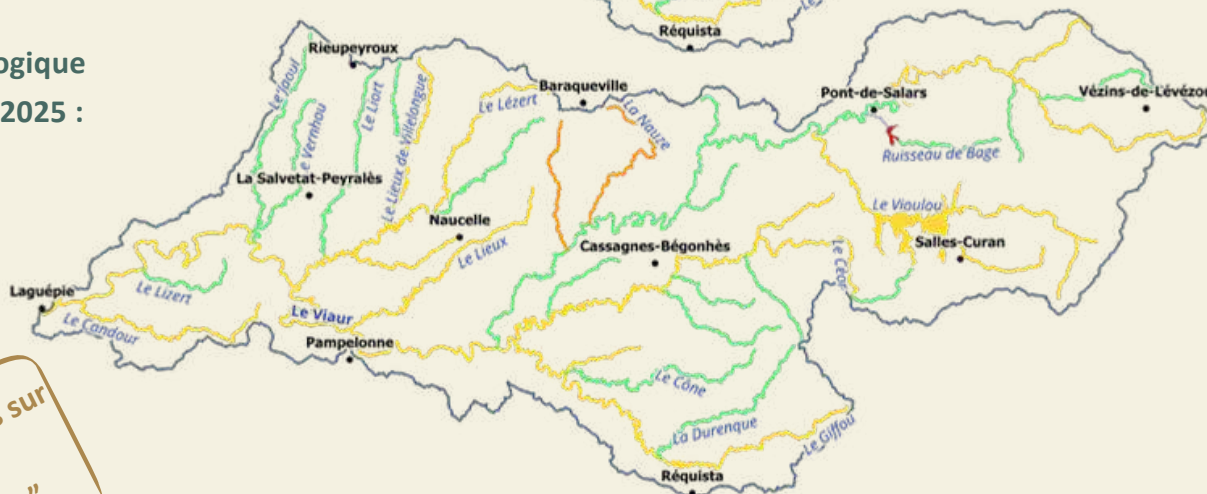 Réquista
ogique
2025 :
Rieupeyroux
Le Jaoul
Le Liort
Le Lieux de Villelongue
Le Lézert
Baraqueville
La Nauze
Pont-de-Salars
Vézins-de-Lévézou
Ruisseau de Bage
e Vernhou
La Salvetat-Peyralès
Naucelle
Le Lieux
Cassagnes-Bégonhès
Le Vioulou
Salles-Curan
Le Céor
Laguépie
Le Lizert
Le Candour
Le Viaur
Pampelonne
Le Cône
La Durenque
Le Giffou
Réquista
sur
”